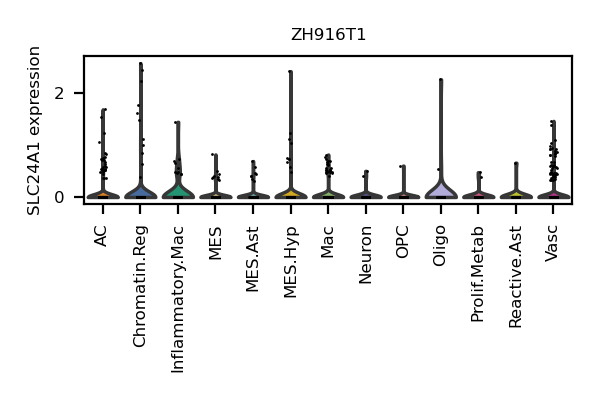 ZH916T1
SLC24A1 expression
2
0
AC
Chromatin.Reg
Inflammatory.Mac
MES
MES.Ast
MES.Hyp
Mac
Neuron
OPC
Oligo
Prolif.Metab
Reactive.Ast
Vasc